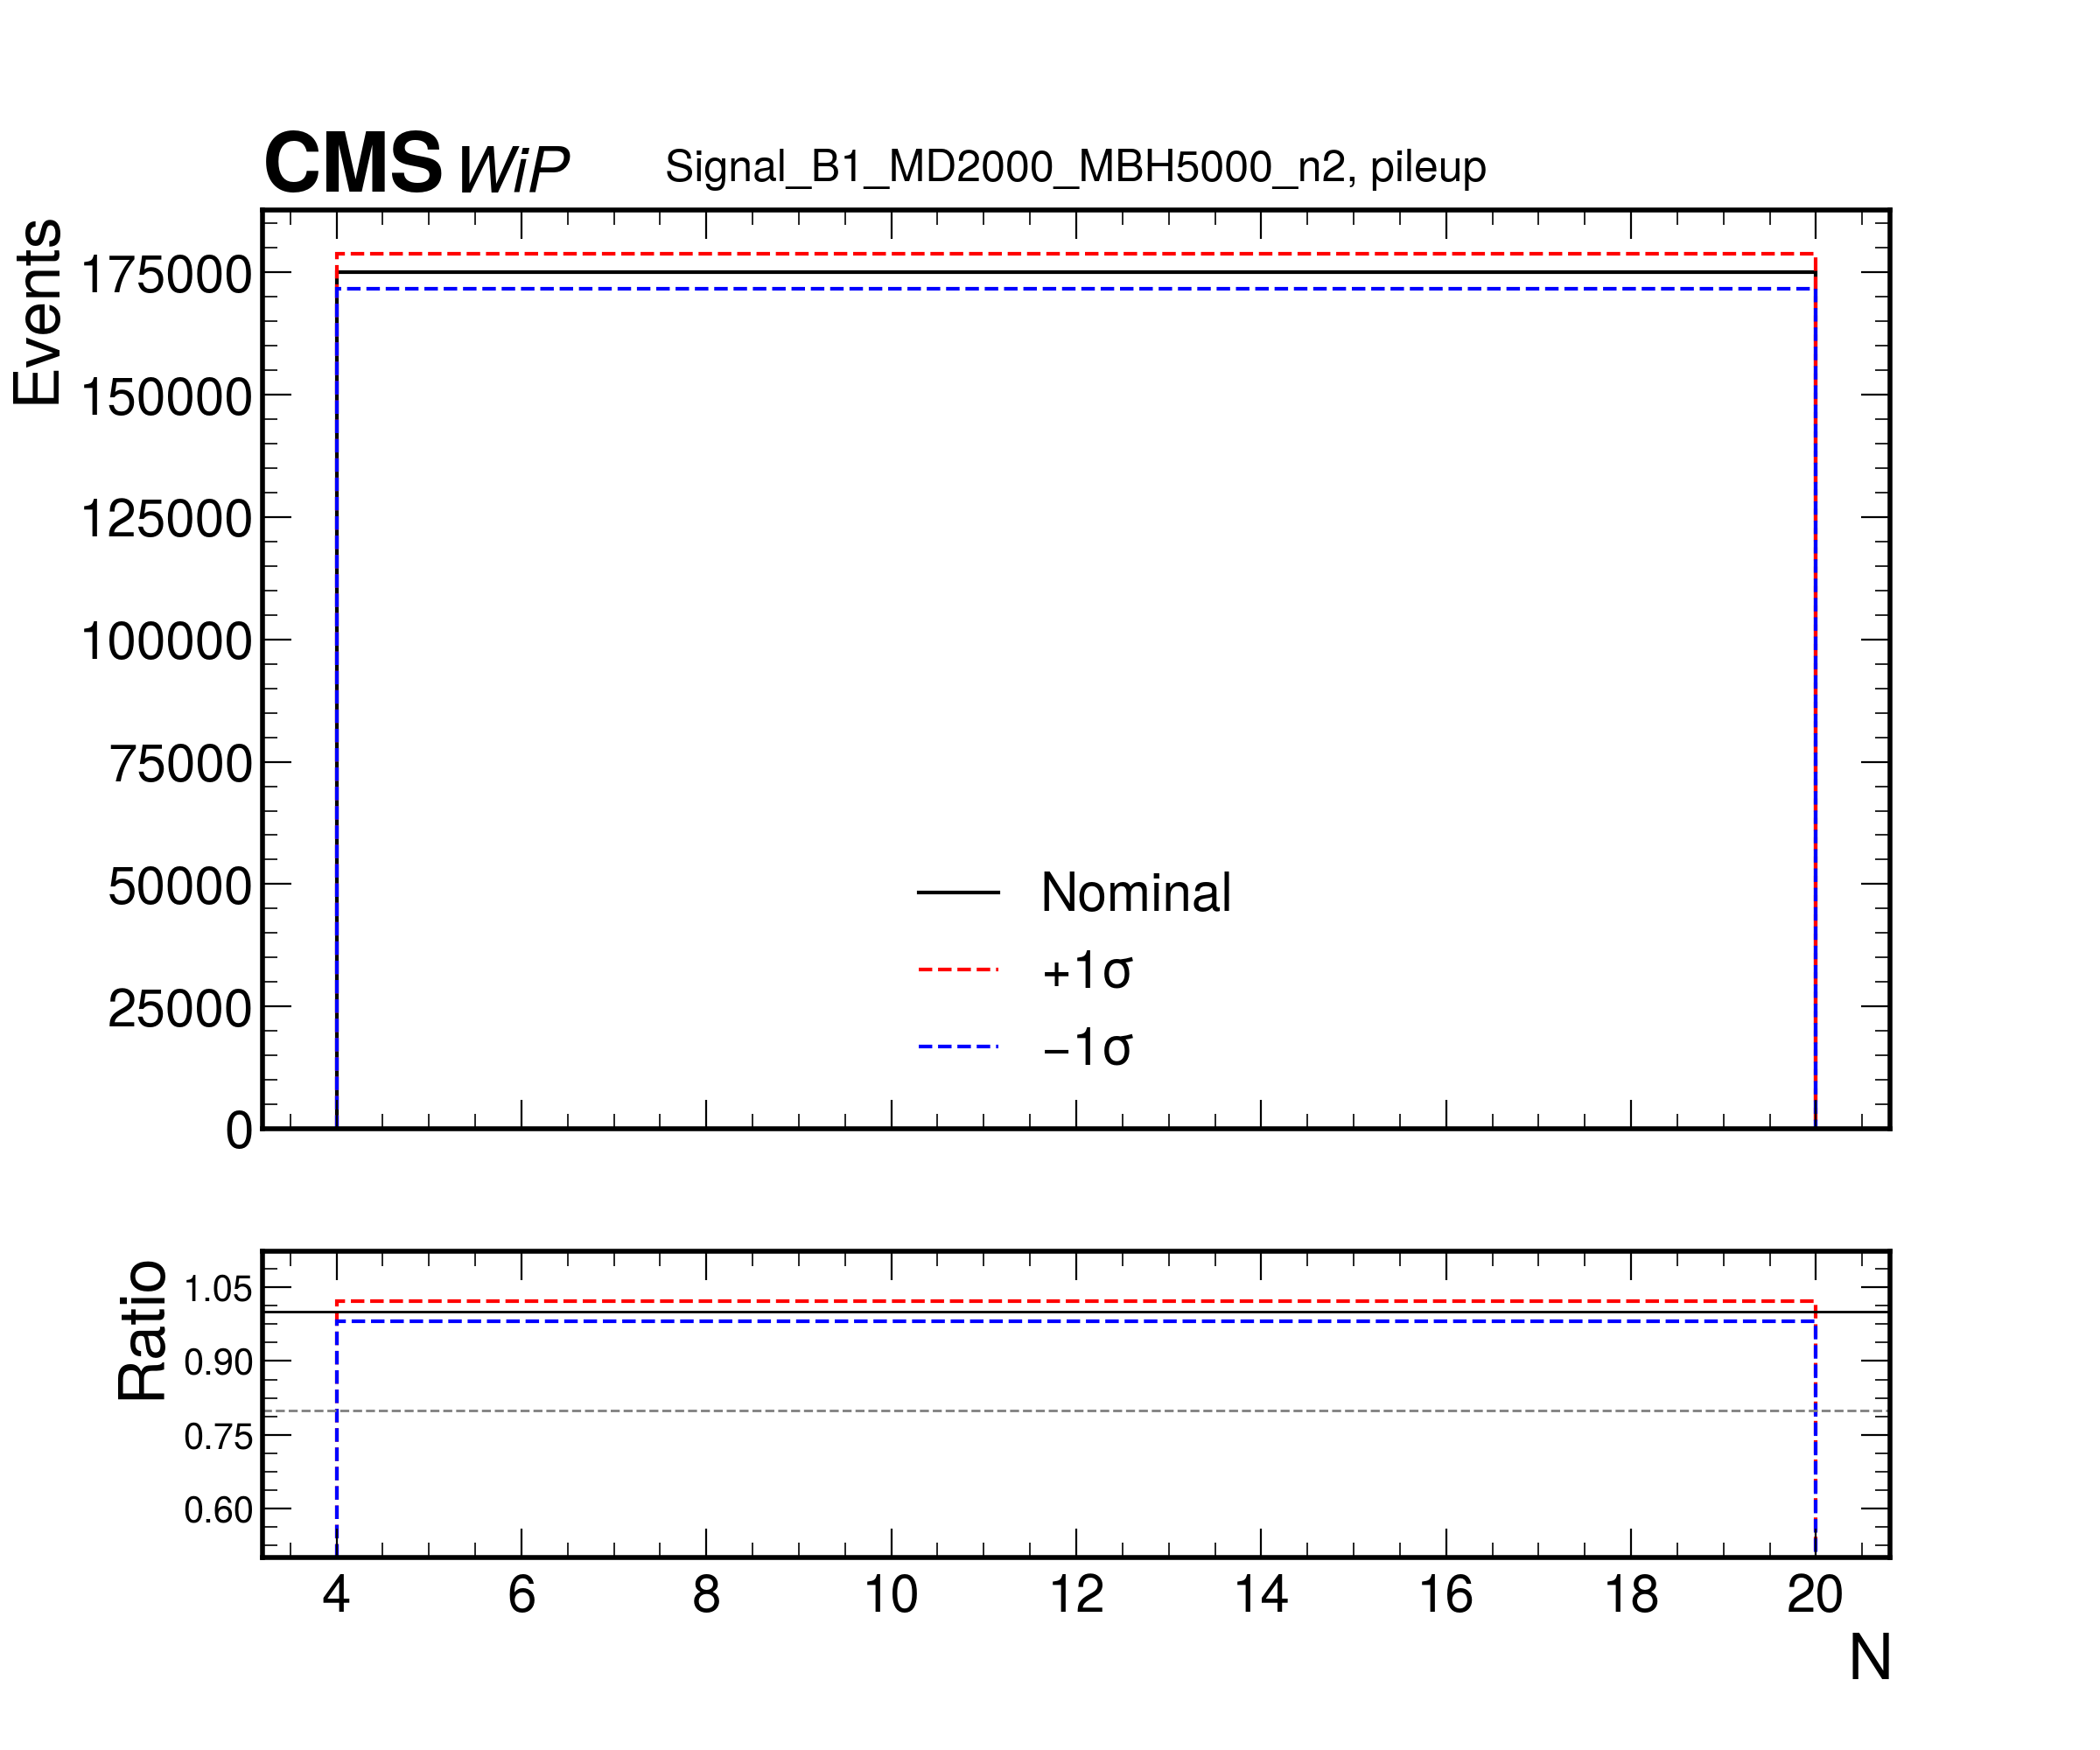 CMS WiP Signal_B1_MD2000_MBH5000_n2, pileup
Events
175000
150000
125000
100000
75000
50000
25000
0
Nominal
+1σ
−1σ
Ratio
1.05
0.90
0.75
0.60
4 6 8 10 12 14 16 18 20
N